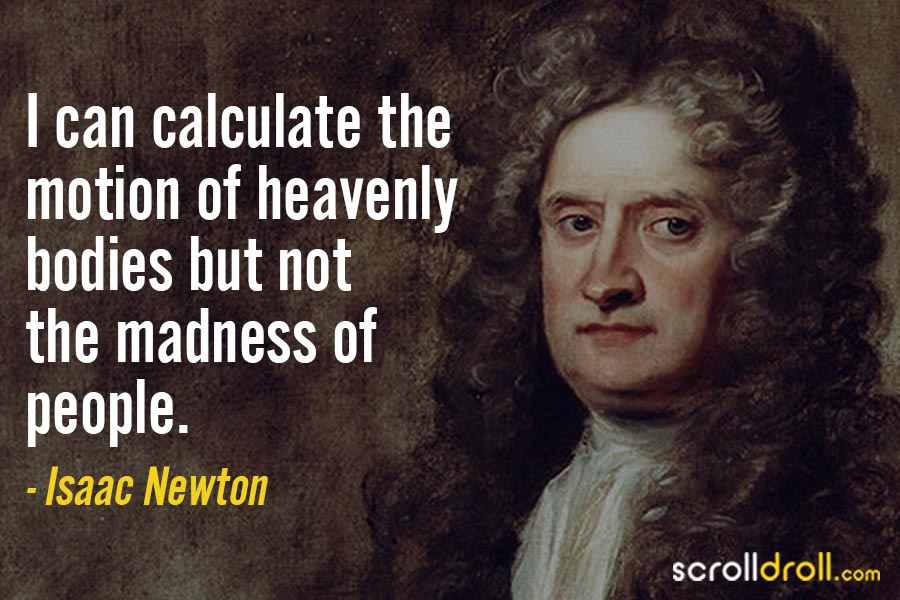 I can calculate the
motion of heavenly
bodies but not
the madness of
people.
- Isaac Newton
scrolldroll.com